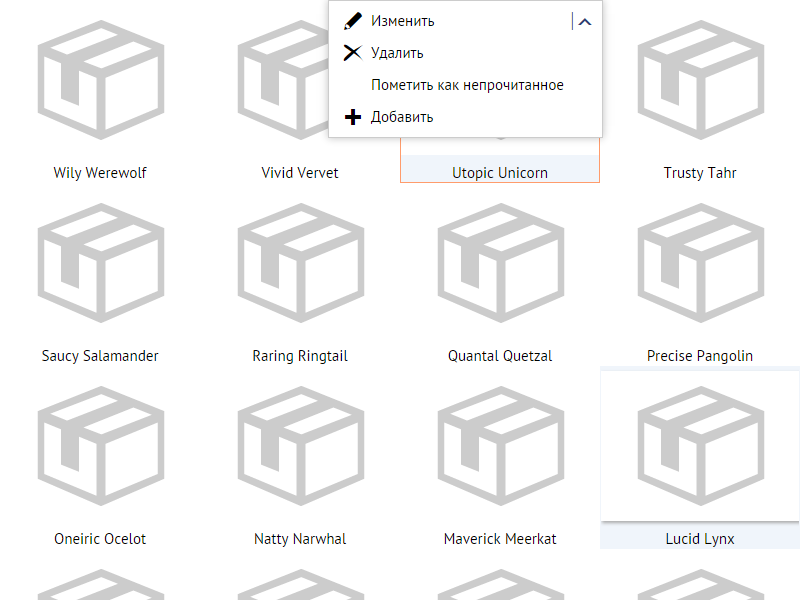 Изменить
Удалить
Пометить как непрочитанное
Добавить
Wily Werewolf
Vivid Vervet
Utopic Unicorn
Trusty Tahr
Saucy Salamander
Raring Ringtail
Quantal Quetzal
Precise Pangolin
Oneiric Ocelot
Natty Narwhal
Maverick Meerkat
Lucid Lynx